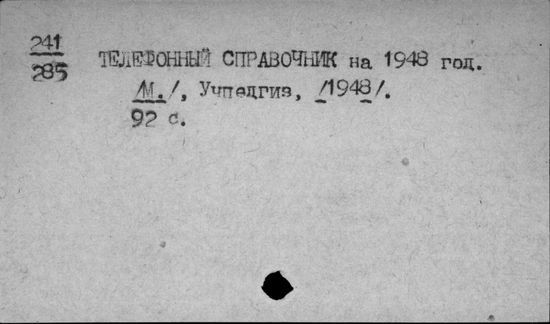 241
285
ТЕЛЕФОННЫЙ СПРАВОЧНИК на 1948 год.
/М./, Учпедгиз, /1948/.
92 с.